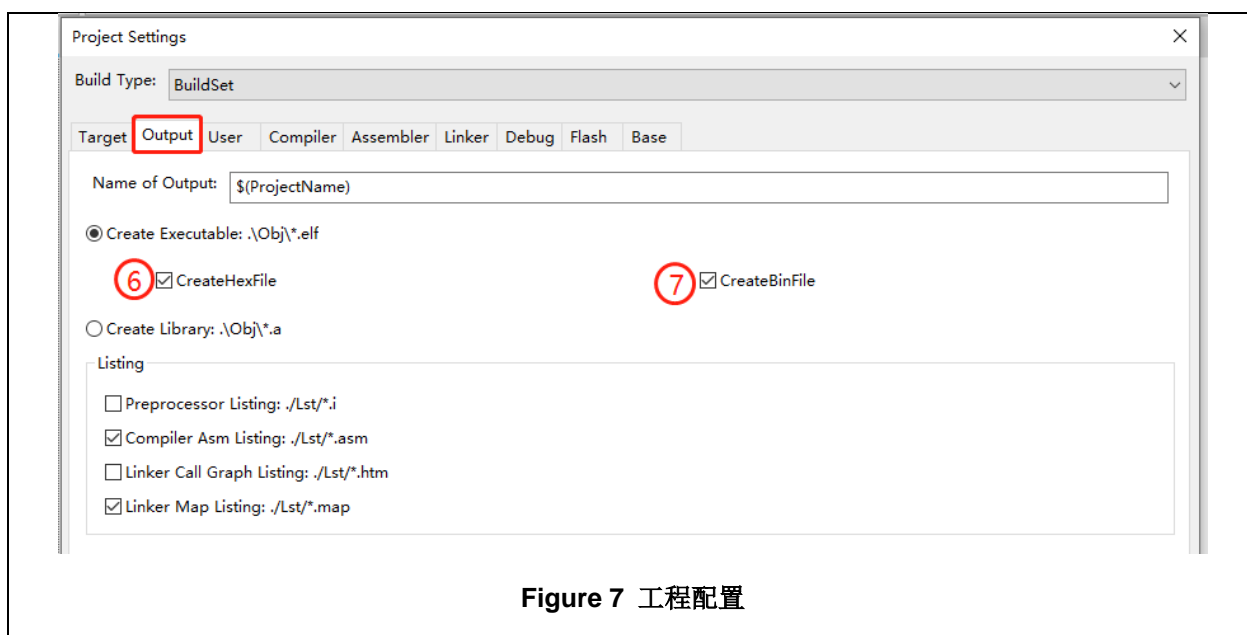 Project Settings
Build Type: BuildSet
Target Output User Compiler Assembler Linker Debug Flash Base
Name of Output: $(ProjectName)
Create Executable: .\Obj\*.elf
6 CreateHexFile 7 CreateBinFile
Create Library: .\Obj\*.a
Listing
Preprocessor Listing: ./Lst/*.i
Compiler Asm Listing: ./Lst/*.asm
Linker Call Graph Listing: ./Lst/*.htm
Linker Map Listing: ./Lst/*.map
Figure 7 工程配置